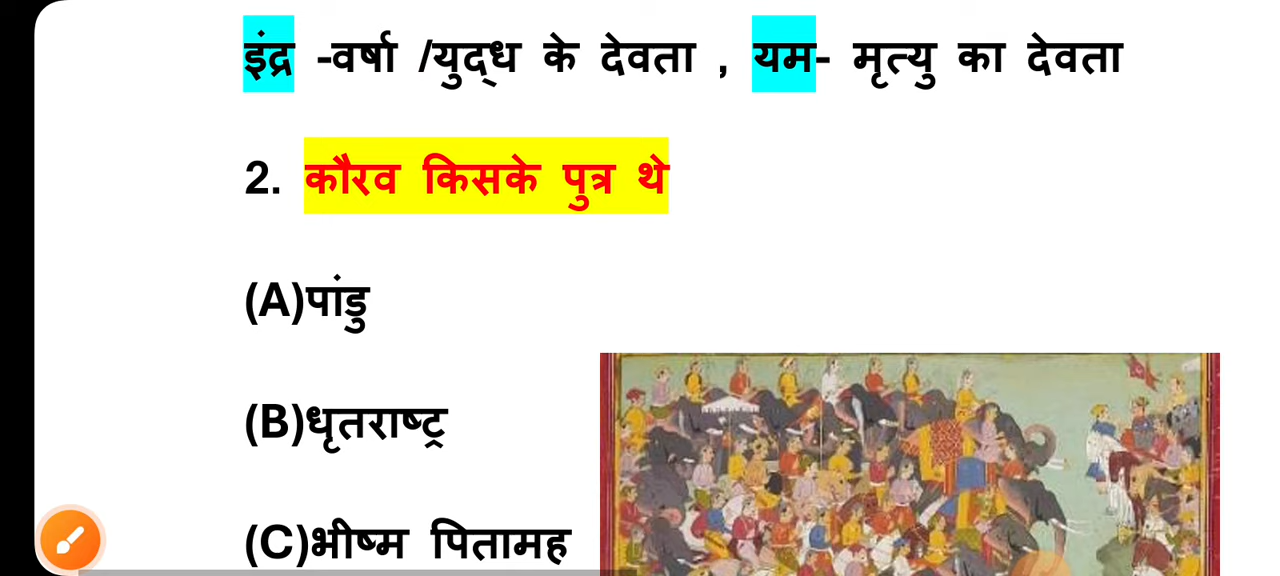 इंद्र -वर्षा /युद्ध के देवता , यम- मृत्यु का देवता
2. कौरव किसके पुत्र थे
(A)पांडु
(B)धृतराष्ट्र
(C)भीष्म पितामह